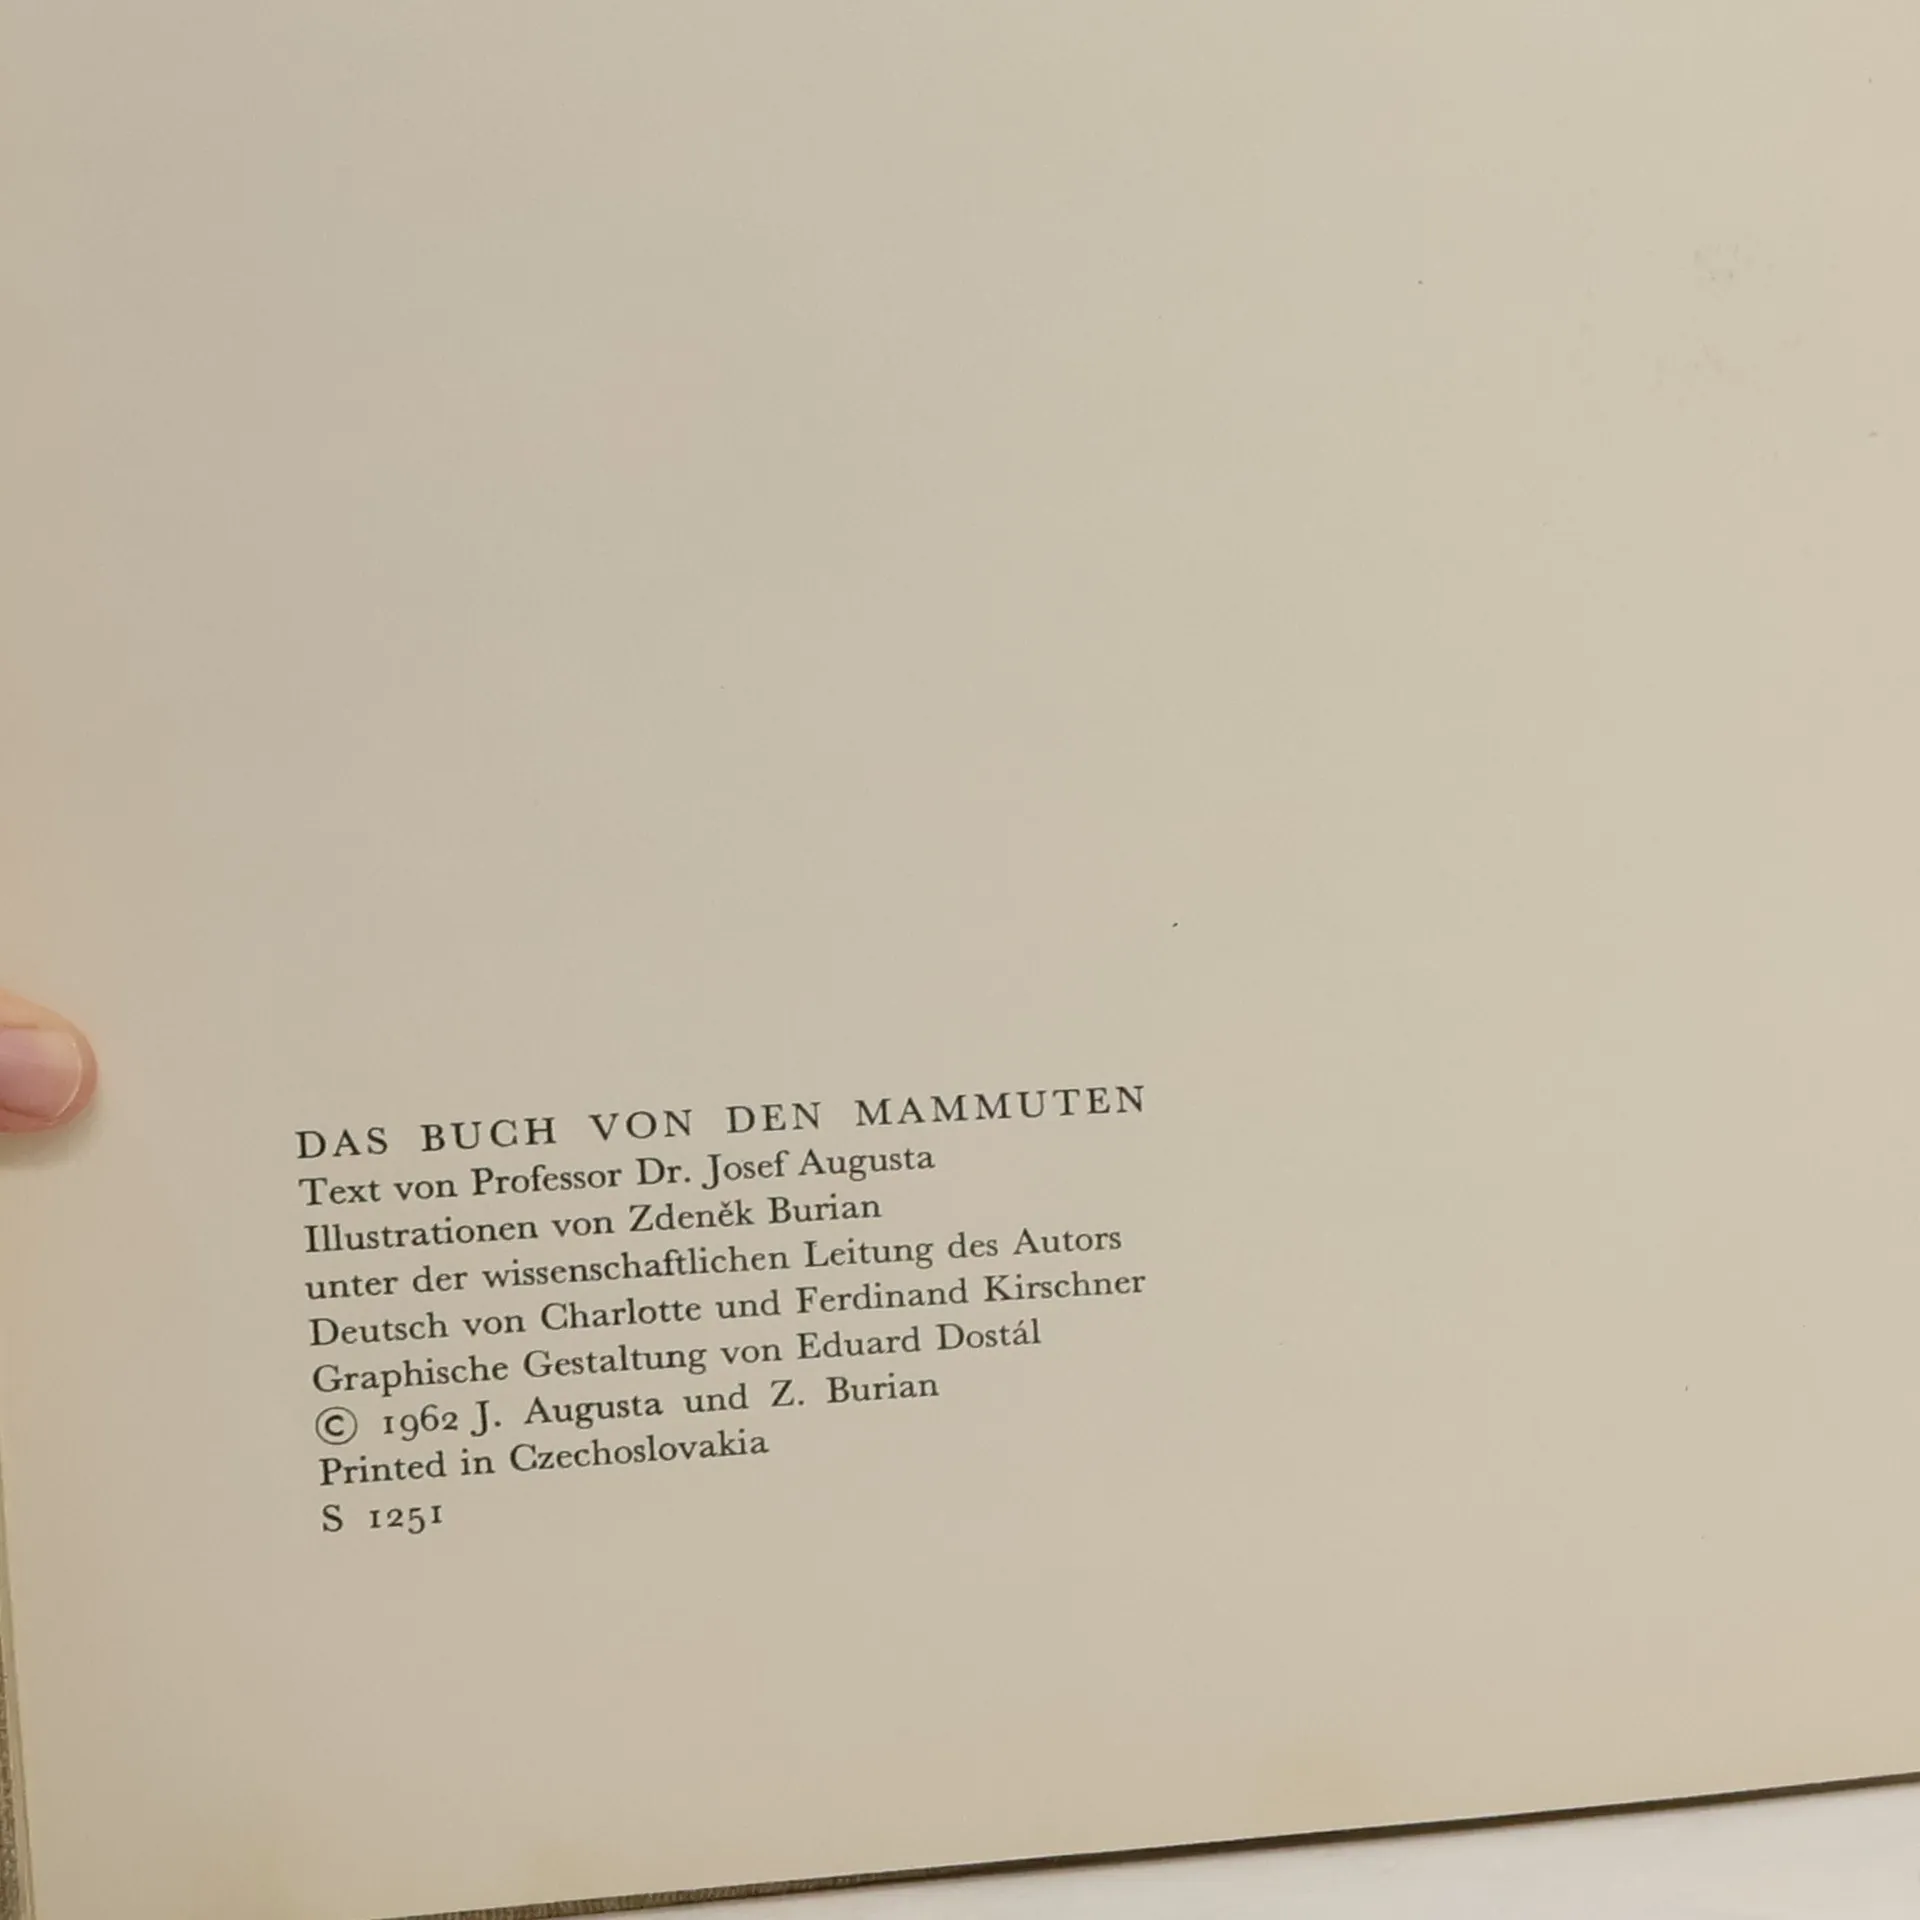 DAS BUCH VON DEN MAMMUTEN
Text von Professor Dr. Josef Augusta
Illustrationen von Zdeněk Burian
unter der wissenschaftlichen Leitung des Autors
Deutsch von Charlotte und Ferdinand Kirschner
Graphische Gestaltung von Eduard Dostál
© 1962 J. Augusta und Z. Burian
Printed in Czechoslovakia
S 1251